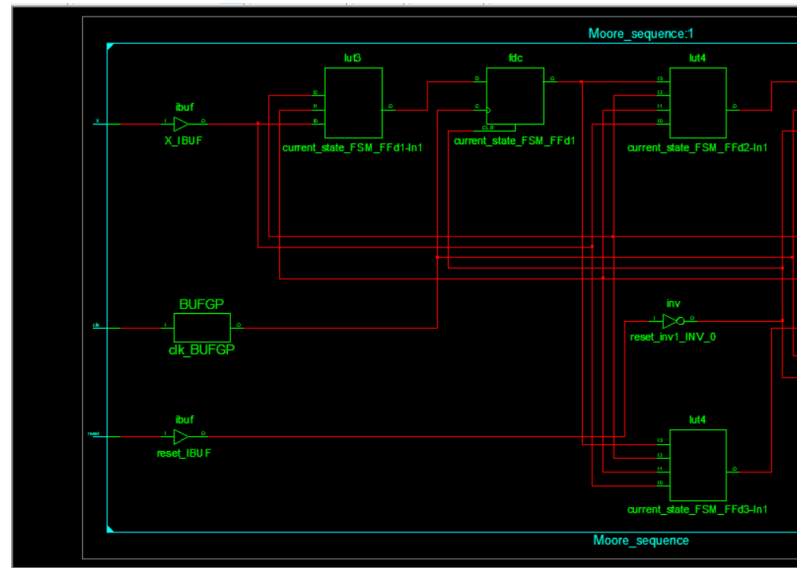 Moore_sequence:1
lut3
fdc
lut4
ibuf
X_IBUF
current_state_FSM_FFd1-In1
current_state_FSM_FFd1
current_state_FSM_FFd2-In1
BUFGP
clk_BUFGP
inv
reset_inv1_INV_0
ibuf
reset_IBUF
lut4
current_state_FSM_FFd3-In1
Moore_sequence